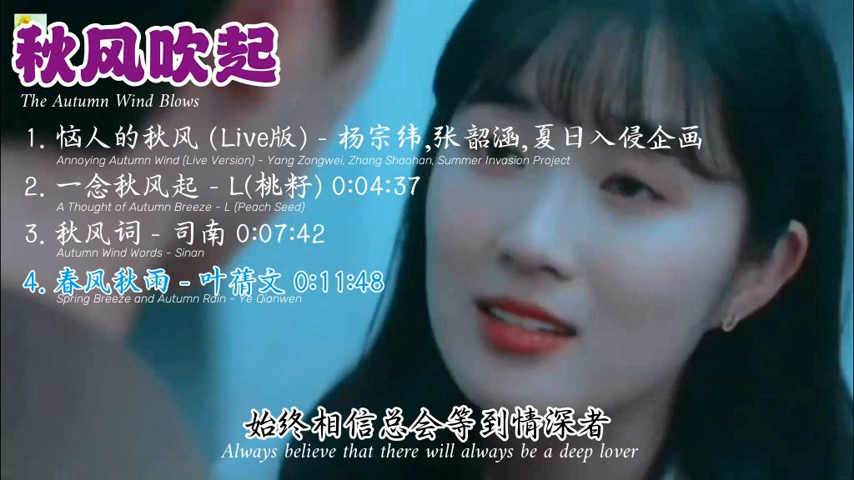 秋风吹起
The Autumn Wind Blows
1. 恼人的秋风 (Live版) - 杨宗纬,张韶涵,夏日入侵企画
Annoying Autumn Wind (Live Version) - Yang Zongwei, Zhang Shaohan, Summer Invasion Project
2. 一念秋风起 - L(桃籽) 0:04:37
A Thought of Autumn Breeze - L (Peach Seed)
3. 秋风词 - 司南 0:07:42
Autumn Wind Words - Sinan
4. 春风秋雨 - 叶蒨文 0:11:48
Spring Breeze and Autumn Rain - Ye Qianwen
始终相信总会等到情深者
Always believe that there will always be a deep lover